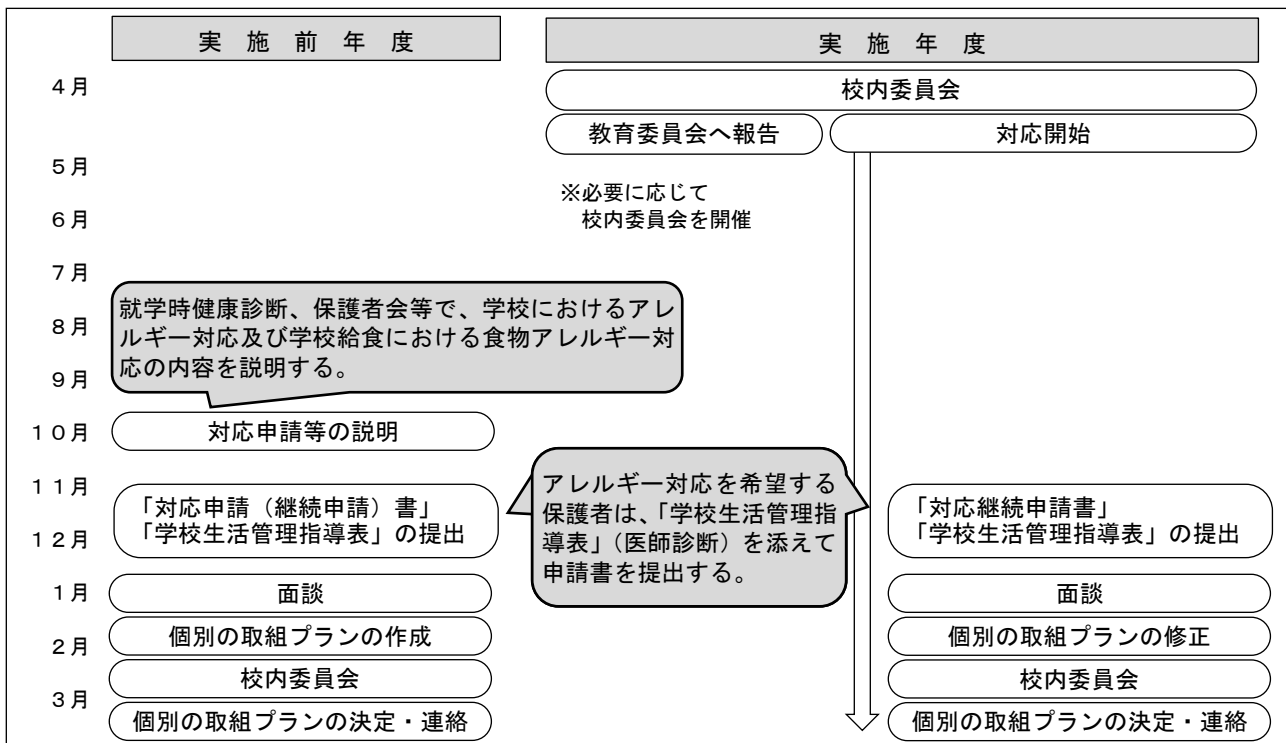 実施前年度
実施年度
4月
校内委員会
教育委員会へ報告
対応開始
5月
※必要に応じて
6月
校内委員会を開催
7月
就学時健康診断、保護者会等で、学校におけるアレ
8月
ルギー対応及び学校給食における食物アレルギー対
応の内容を説明する。
9月
10月
対応申請等の説明
11月
12月
「対応申請(継続申請)書」
「学校生活管理指導表」の提出
アレルギー対応を希望する
保護者は、「学校生活管理指
導表」(医師診断)を添えて
申請書を提出する。
「対応継続申請書」
「学校生活管理指導表」の提出
1月
面談
面談
2月
個別の取組プランの作成
個別の取組プランの修正
3月
校内委員会
校内委員会
個別の取組プランの決定・連絡
個別の取組プランの決定・連絡